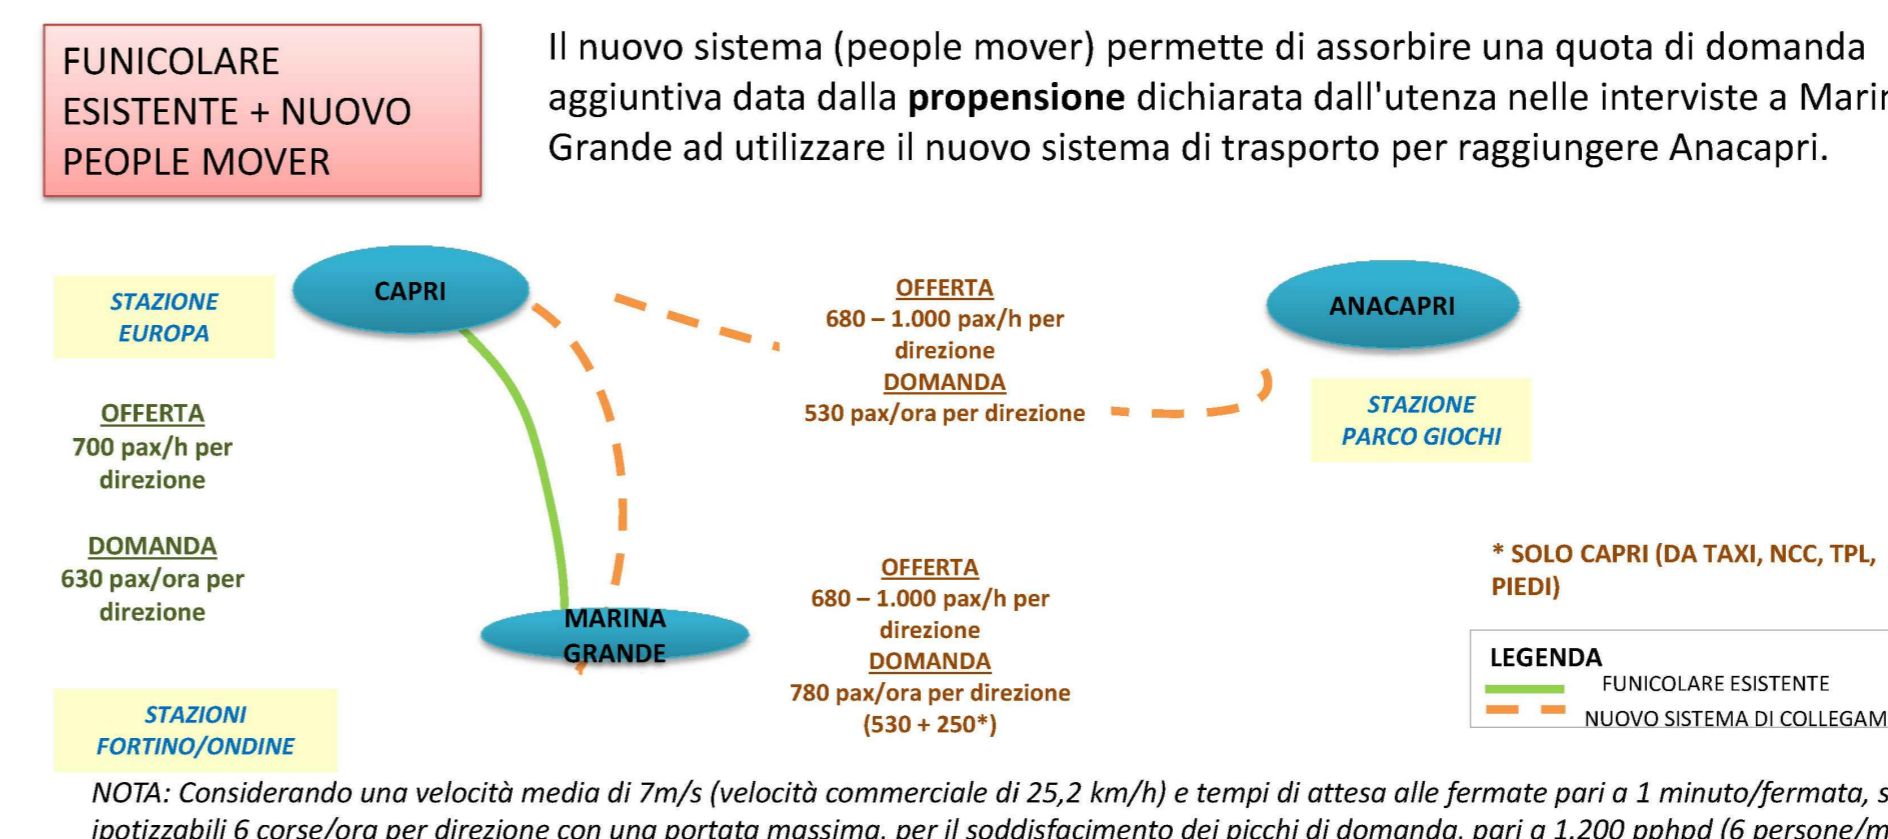 FUNICOLARE
ESISTENTE + NUOVO
PEOPLE MOVER
Il nuovo sistema (people mover) permette di assorbire una quota di domanda
aggiuntiva data dalla propensione dichiarata dall'utenza nelle interviste a Marin
Grande ad utilizzare il nuovo sistema di trasporto per raggiungere Anacapri.
STAZIONE
EUROPA
CAPRI
OFFERTA
680 – 1.000 pax/h per
direzione
DOMANDA
530 pax/ora per direzione
ANACAPRI
STAZIONE
PARCO GIOCHI
OFFERTA
700 pax/h per
direzione
DOMANDA
630 pax/ora per
direzione
MARINA
GRANDE
OFFERTA
680 – 1.000 pax/h per
direzione
DOMANDA
780 pax/ora per direzione
(530 + 250*)
* SOLO CAPRI (DA TAXI, NCC, TPL,
PIEDI)
LEGENDA
FUNICOLARE ESISTENTE
NUOVO SISTEMA DI COLLEGAM
STAZIONI
FORTINO/ONDINE
NOTA: Considerando una velocità media di 7m/s (velocità commerciale di 25,2 km/h) e tempi di attesa alle fermate pari a 1 minuto/fermata, s
ipotizzabili 6 corse/ora per direzione con una portata massima, per il soddisfacimento dei picchi di domanda, pari a 1.200 pphpd (6 persone/m